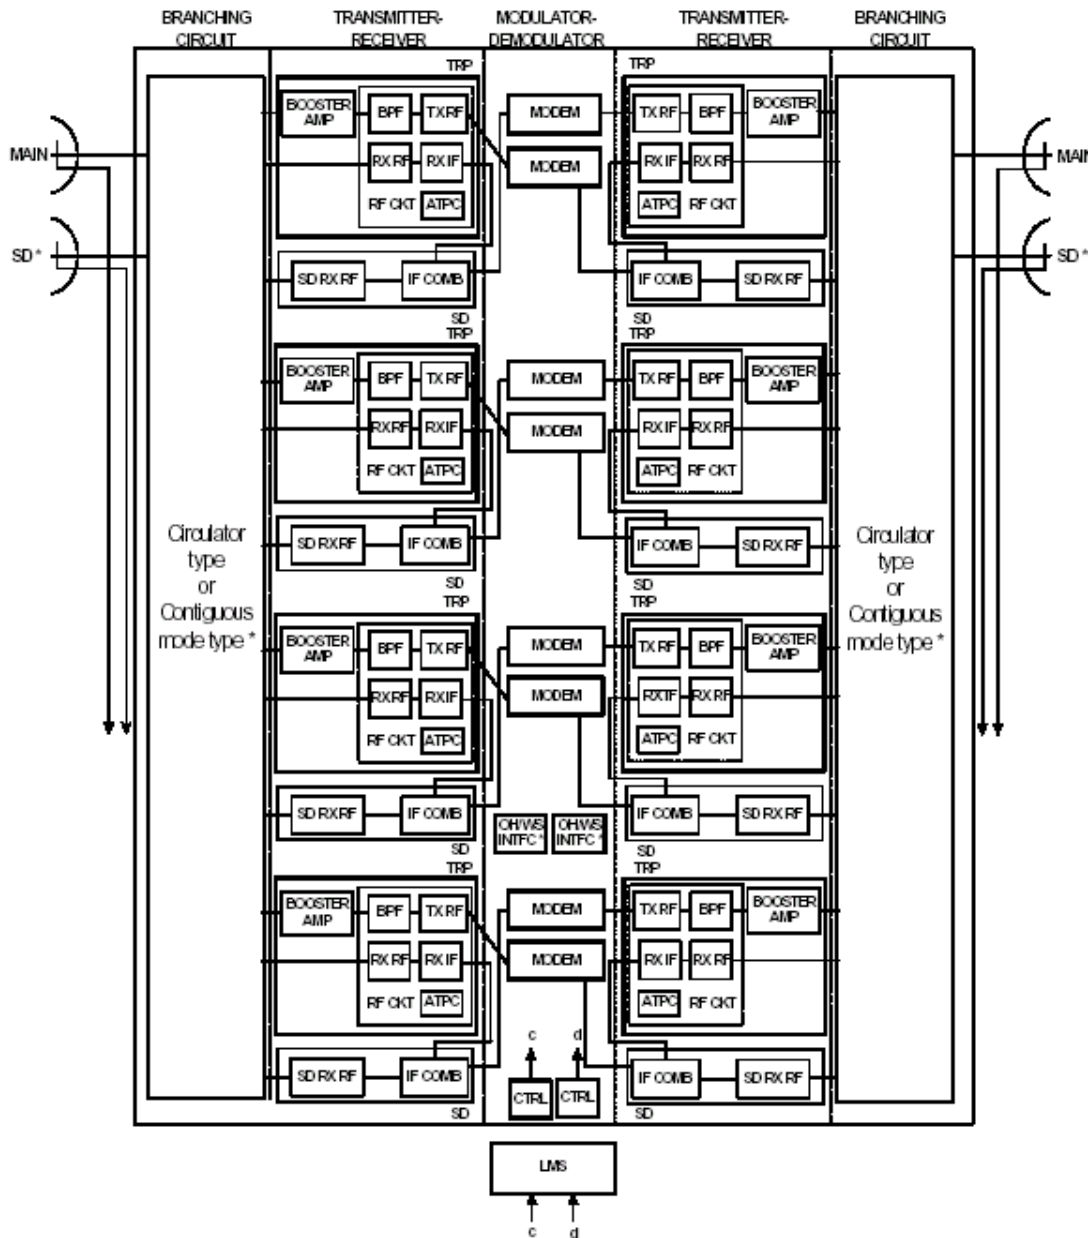 BRANCHING CIRCUIT
TRANSMITTER-RECEIVER
MODULATOR-DEMODULATOR
TRANSMITTER-RECEIVER
BRANCHING CIRCUIT
MAIN
SD *
MAIN
SD *
Circulator
type
or
Contiguous
mode type *
Circulator
type
or
Contiguous
mode type *
TRP
BOOSTER AMP
BPF
TX RF
RX RF
RX IF
RF CKT
ATPC
SD RX RF
IF COMB
SD
MODEM
MODEM
TRP
TX RF
BPF
BOOSTER AMP
RX IF
RX RF
ATPC
RF CKT
IF COMB
SD RX RF
SD
TRP
BOOSTER AMP
BPF
TX RF
RX RF
RX IF
RF CKT
ATPC
SD RX RF
IF COMB
SD
MODEM
MODEM
TRP
TX RF
BPF
BOOSTER AMP
RX IF
RX RF
ATPC
RF CKT
IF COMB
SD RX RF
SD
TRP
BOOSTER AMP
BPF
TX RF
RX RF
RX IF
RF CKT
ATPC
SD RX RF
IF COMB
SD
MODEM
MODEM
OH/WS INTFC *
OH/WS INTFC *
TRP
TX RF
BPF
BOOSTER AMP
RX IF
RX RF
ATPC
RF CKT
IF COMB
SD RX RF
SD
TRP
BOOSTER AMP
BPF
TX RF
RX RF
RX IF
RF CKT
ATPC
SD RX RF
IF COMB
SD
MODEM
MODEM
c
d
CTRL
CTRL
TRP
TX RF
BPF
BOOSTER AMP
RX IF
RX RF
ATPC
RF CKT
IF COMB
SD RX RF
SD
LMS
c
d